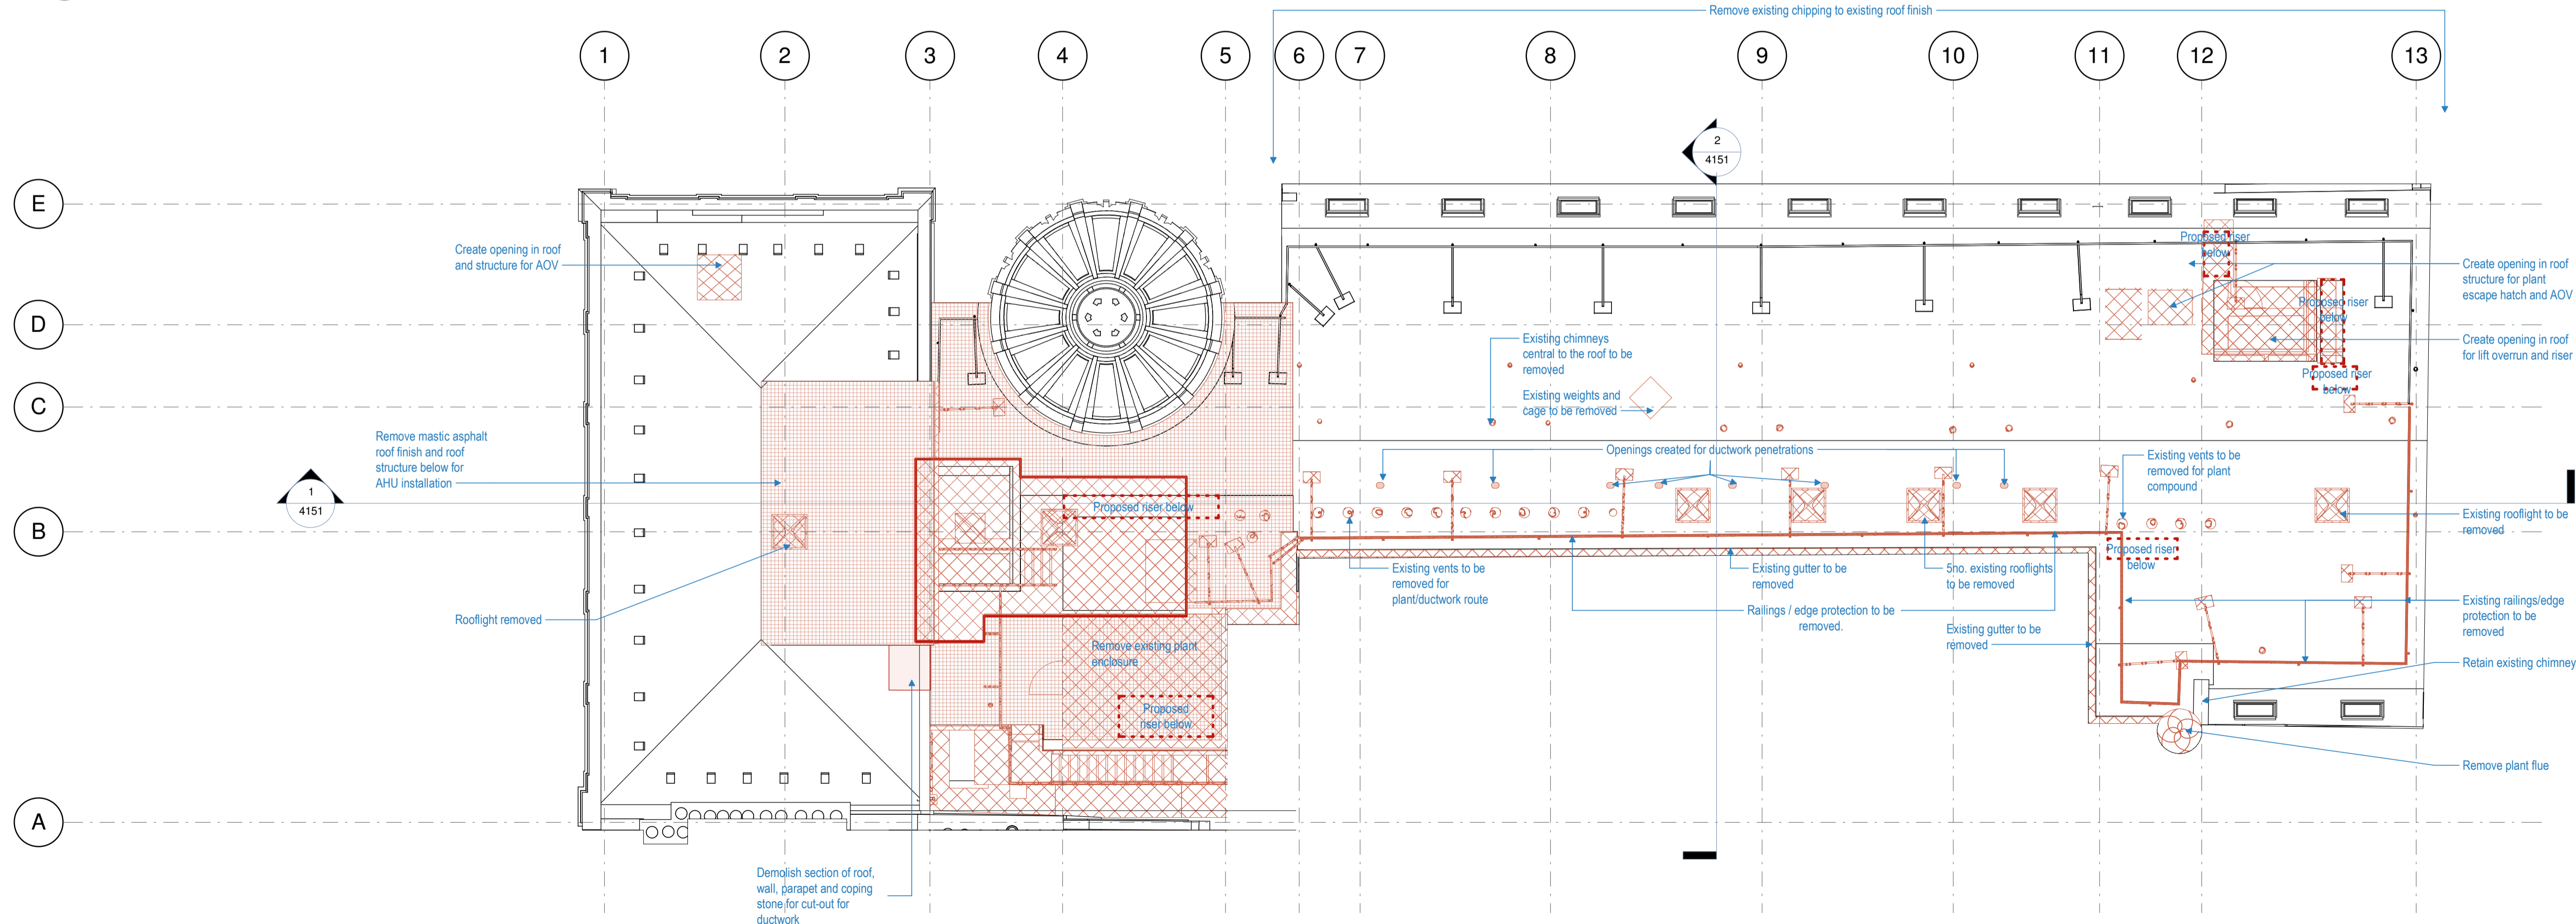 Remove existing chipping to existing roof finish
1
2
3
4
5
6
7
8
9
10
11
12
13
2
4151
E
D
C
B
A
Create opening in roof
and structure for AOV
Proposed riser
below
Create opening in roof
structure for plant
escape hatch and AOV
Proposed riser
below
Create opening in roof
for lift overrun and riser
Proposed riser
below
Existing chimneys
central to the roof to be
removed
Existing weights and
cage to be removed
Remove mastic asphalt
roof finish and roof
structure below for
AHU installation
1
4151
Openings created for ductwork penetrations
Existing vents to be
removed for plant
compound
Proposed riser below
Existing rooflight to be
removed
Proposed riser
below
Existing vents to be
removed for
plant/ductwork route
Existing gutter to be
removed
5no. existing rooflights
to be removed
Railings / edge protection to be
removed.
Existing railings/edge
protection to be
removed
Rooflight removed
Existing gutter to be
removed
Remove existing plant
enclosure
Retain existing chimney
Proposed
riser below
Remove plant flue
Demolish section of roof,
wall, parapet and coping
stone for cut-out for
ductwork